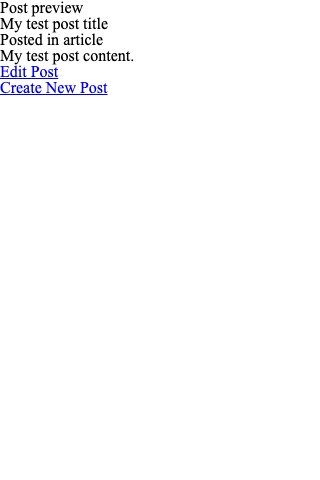 Post preview
My test post title
Posted in article
My test post content.
Edit Post
Create New Post